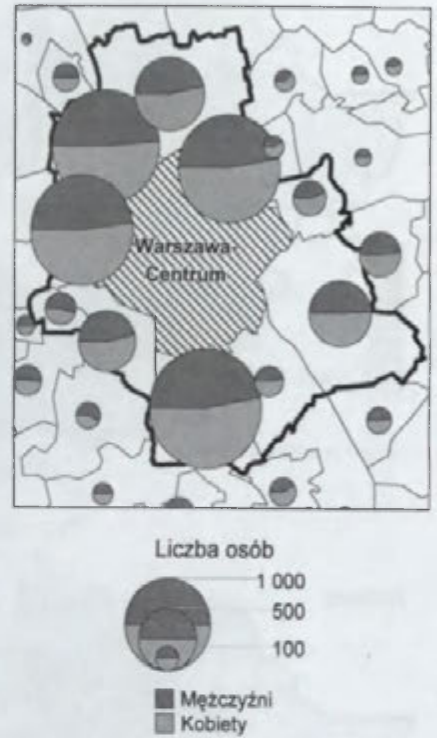 Warszawa-
Centrum
Liczba osób
1 000
500
100
Mężczyźni
Kobiety